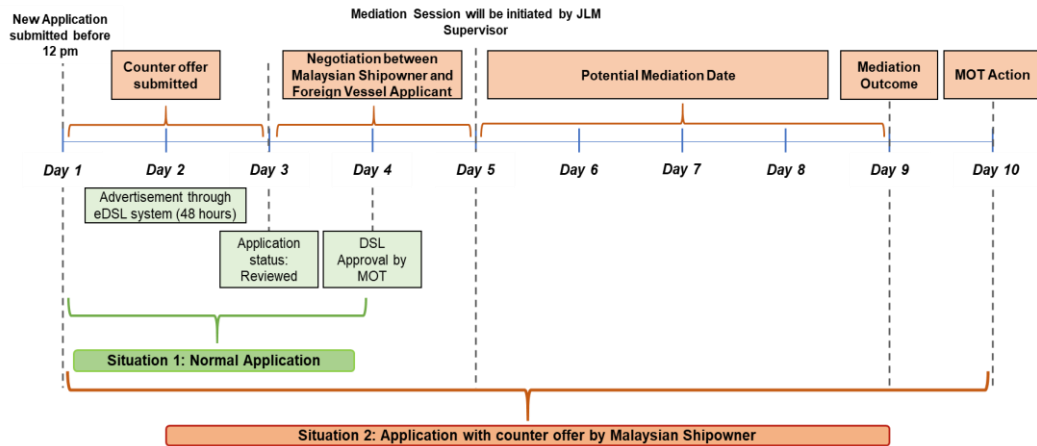 New Application
submitted before
12 pm
Mediation Session will be initiated by JLM
Supervisor
Counter offer
submitted
Negotiation between
Malaysian Shipowner and
Foreign Vessel Applicant
Potential Mediation Date
Mediation
Outcome
MOT Action
Day 1
Day 2
Day 3
Day 4
Day 5
Day 6
Day 7
Day 8
Day 9
Day 10
Advertisement through
eDSL system (48 hours)
Application
status:
Reviewed
DSL
Approval by
MOT
Situation 1: Normal Application
Situation 2: Application with counter offer by Malaysian Shipowner